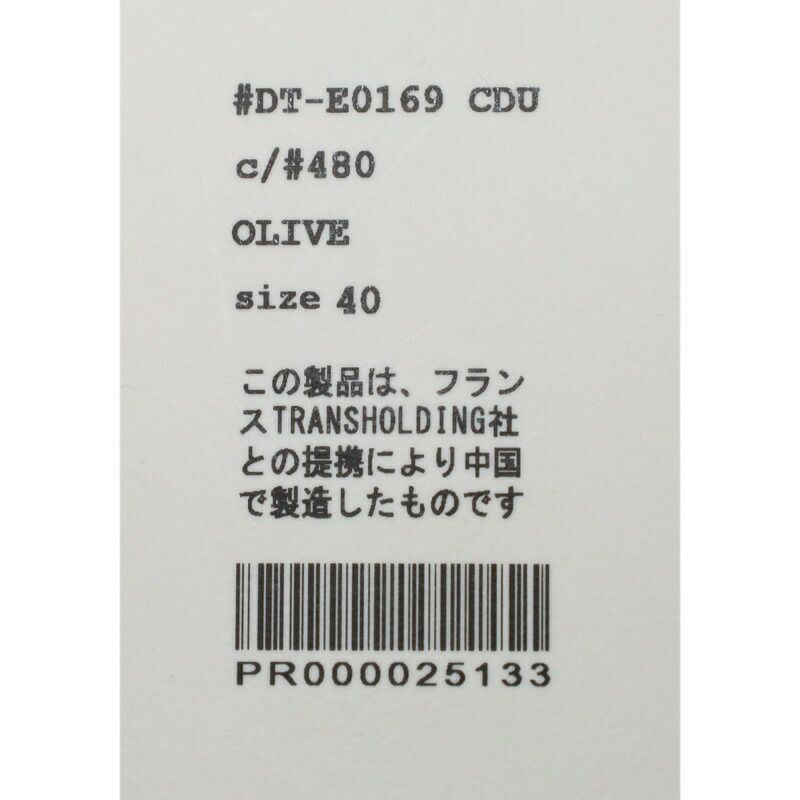 #DT-E0169 CDU
c/#480
OLIVE
size 40
この製品は、フラン
スTRANSHOLDING社
との提携により中国
で製造したものです
PR000025133